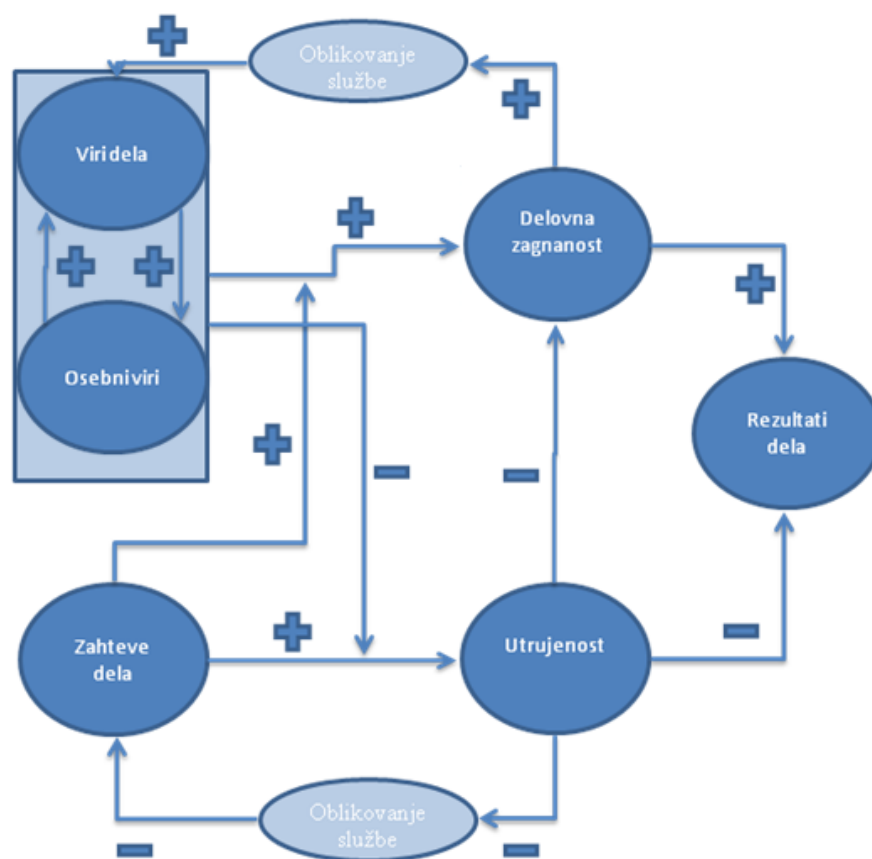 Oblikovanje
službe
Viri dela
Delovna
zagnanost
Osebni viri
Rezultati
dela
Zahteve
dela
Utrujenost
Oblikovanje
službe